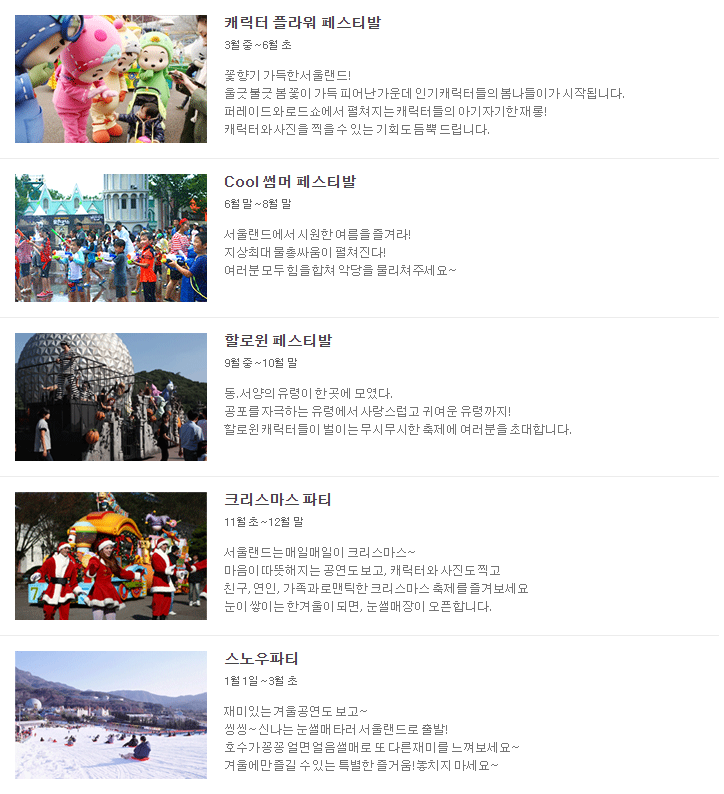 캐릭터 플라워 페스티발
3월 중 ~ 6월 초
꽃향기 가득한 서울랜드!
울긋 불긋 봄 꽃이 가득 피어난 가운데 인기캐릭터들의 봄나들이가 시작됩니다.
퍼레이드와 로드쇼에서 펼쳐지는 캐릭터들의 아기자기한 재롱!
캐릭터와 사진을 찍을 수 있는 기회도 듬뿍 드립니다.
Cool 썸머 페스티발
6월 말 ~ 8월 말
서울랜드에서 시원한 여름을 즐겨라!
지상최대 물총싸움이 펼쳐진다!
여러분 모두 힘을 합쳐 악당을 물리쳐 주세요~
할로윈 페스티발
9월 중 ~ 10월 말
동.서양의 유령이 한 곳에 모였다.
공포를 자극하는 유령에서 사랑스럽고 귀여운 유령까지!
할로윈 캐릭터들이 벌이는 무시무시한 축제에 여러분을 초대합니다.
크리스마스 파티
11월 초 ~ 12월 말
서울랜드는 매일매일이 크리스마스~
마음이 따뜻해지는 공연도 보고, 캐릭터와 사진도 찍고
친구, 연인, 가족과 로맨틱한 크리스마스 축제를 즐겨보세요
눈이 쌓이는 한겨울이 되면, 눈썰매장이 오픈합니다.
스노우파티
1월 1일 ~ 3월 초
재미있는 겨울공연도 보고~
씽씽~ 신나는 눈썰매 타러 서울랜드로 출발!
호수가 꽁꽁 얼면 얼음썰매로 또 다른재미를 느껴보세요~
겨울에만 즐길 수 있는 특별한 즐거움! 놓치지 마세요~